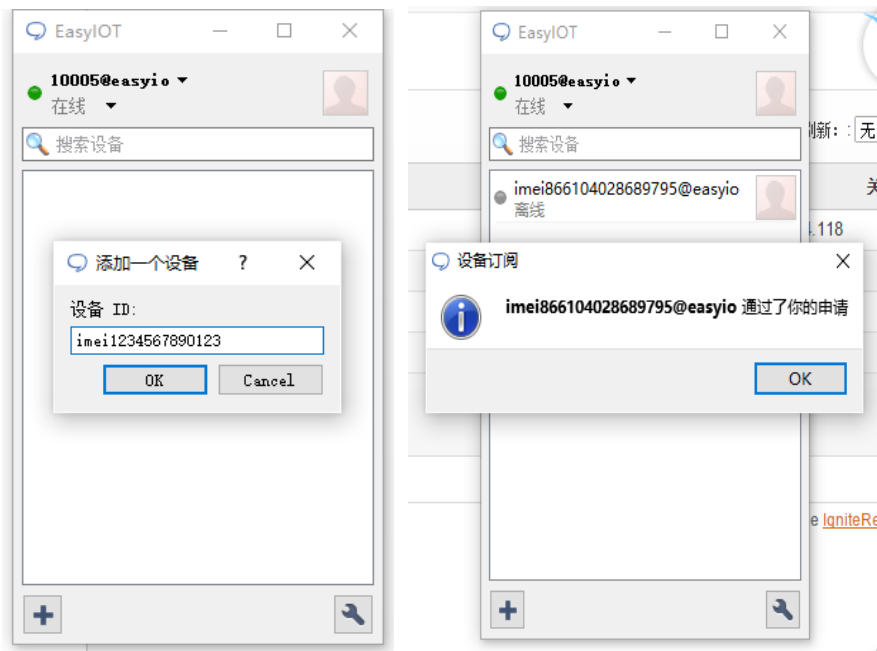 EasyIOT
10005@easyio
在线
搜索设备
添加一个设备 ?
设备 ID:
imei1234567890123
OK Cancel
EasyIOT
10005@easyio
在线
搜索设备
imei866104028689795@easyio
离线
设备订阅
imei866104028689795@easyio 通过了你的申请
OK
刷新: 无
.118
e IgniteRe